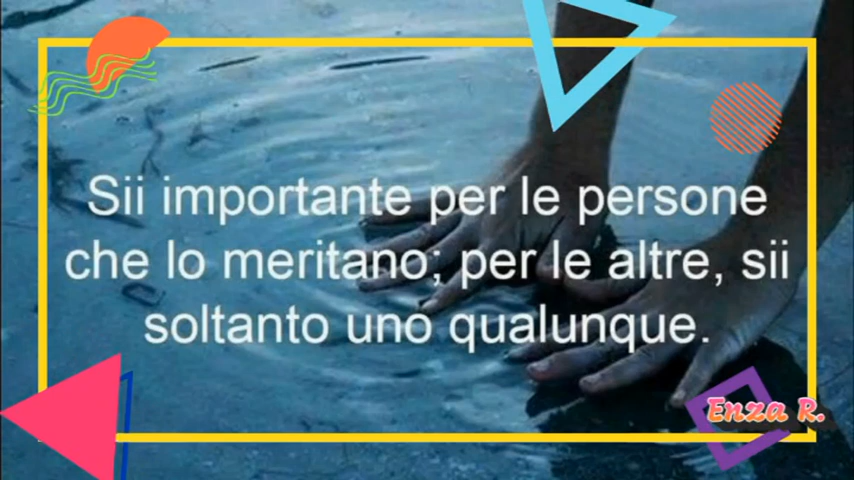 Sii importante per le persone
che lo meritano; per le altre, sii
soltanto uno qualunque.
Enza R.